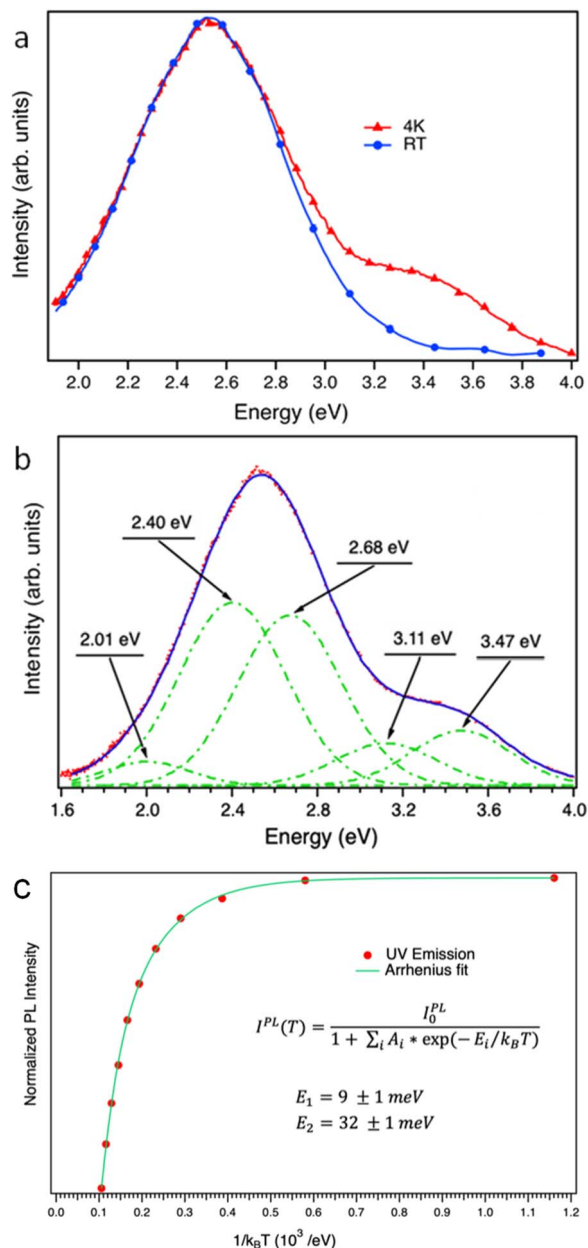 a
Intensity (arb. units)
4K
RT
2.0 2.2 2.4 2.6 2.8 3.0 3.2 3.4 3.6 3.8 4.0
Energy (eV)
b
Intensity (arb. units)
2.40 eV
2.68 eV
2.01 eV
3.11 eV
3.47 eV
1.6 2.0 2.4 2.8 3.2 3.6 4.0
Energy (eV)
c
Normalized PL Intensity
UV Emission
Arrhenius fit
I^{PL}(T) = \frac{I_0^{PL}}{1 + \sum_i A_i * exp(-E_i/k_BT)}
E_1 = 9 ± 1 meV
E_2 = 32 ± 1 meV
0.0 0.1 0.2 0.3 0.4 0.5 0.6 0.7 0.8 0.9 1.0 1.1 1.2
1/k_BT (10^3 /eV)